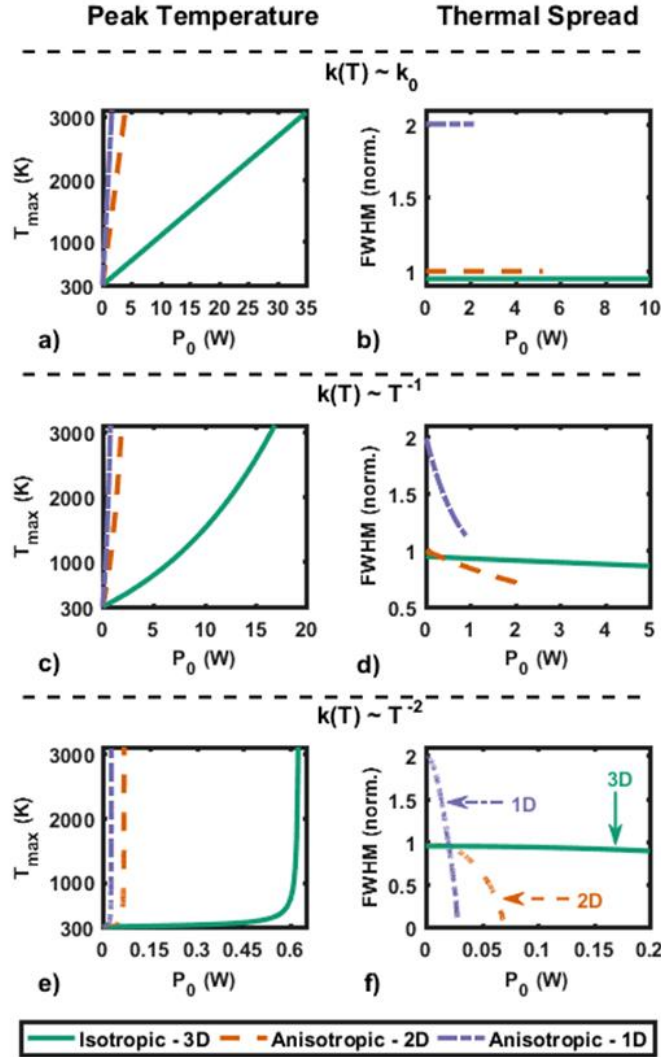 Peak Temperature
Thermal Spread
k(T) ~ k0
3000
2000
1000
300
Tmax (K)
0 5 10 15 20 25 30 35
P0 (W)
a)
2
1.5
1
FWHM (norm.)
0 2 4 6 8 10
P0 (W)
b)
k(T) ~ T-1
3000
2000
1000
300
Tmax (K)
0 5 10 15 20
P0 (W)
c)
2
1.5
1
0.5
FWHM (norm.)
0 1 2 3 4 5
P0 (W)
d)
k(T) ~ T-2
3000
2000
1000
300
Tmax (K)
0 0.15 0.3 0.45 0.6
P0 (W)
e)
2
1.5
1
0.5
0
FWHM (norm.)
1D
3D
2D
0 0.05 0.1 0.15 0.2
P0 (W)
f)
Isotropic - 3D Anisotropic - 2D Anisotropic - 1D